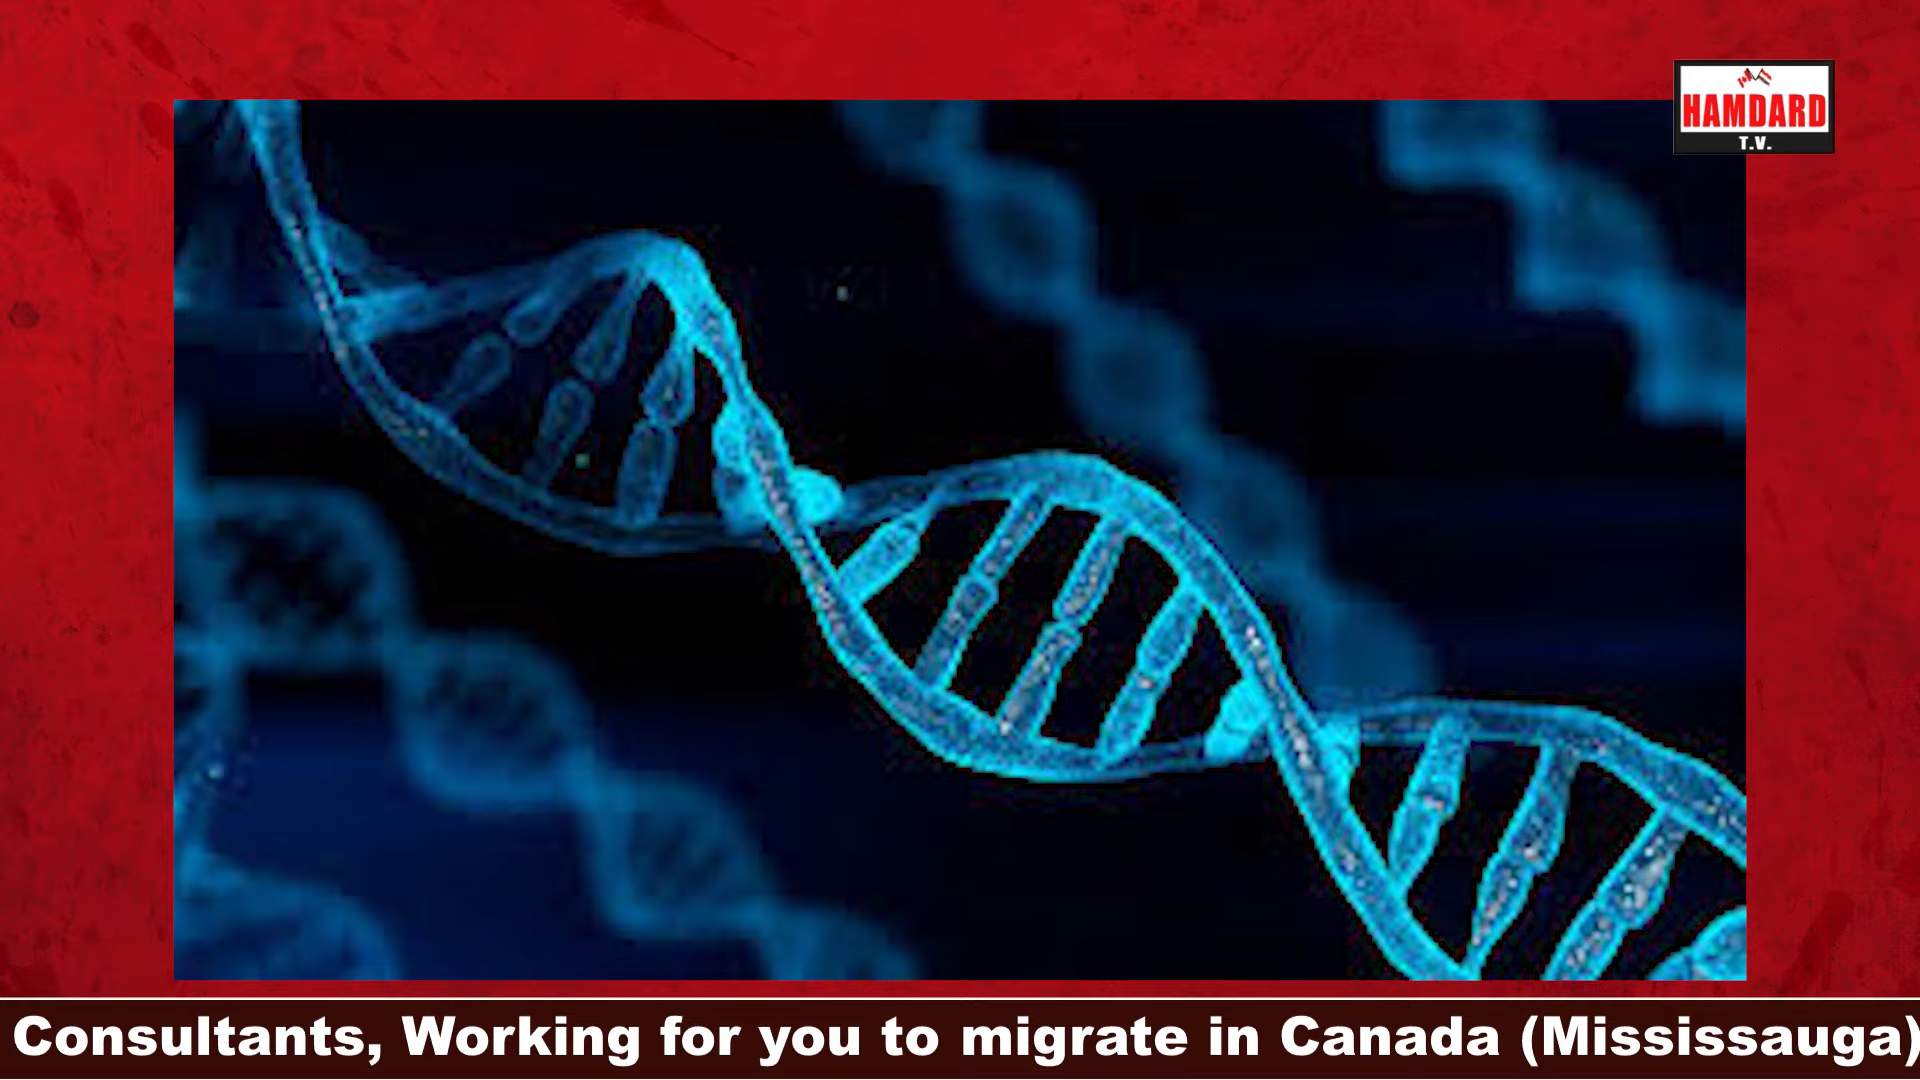 HAMDARD
T.V.
Consultants, Working for you to migrate in Canada (Mississauga)